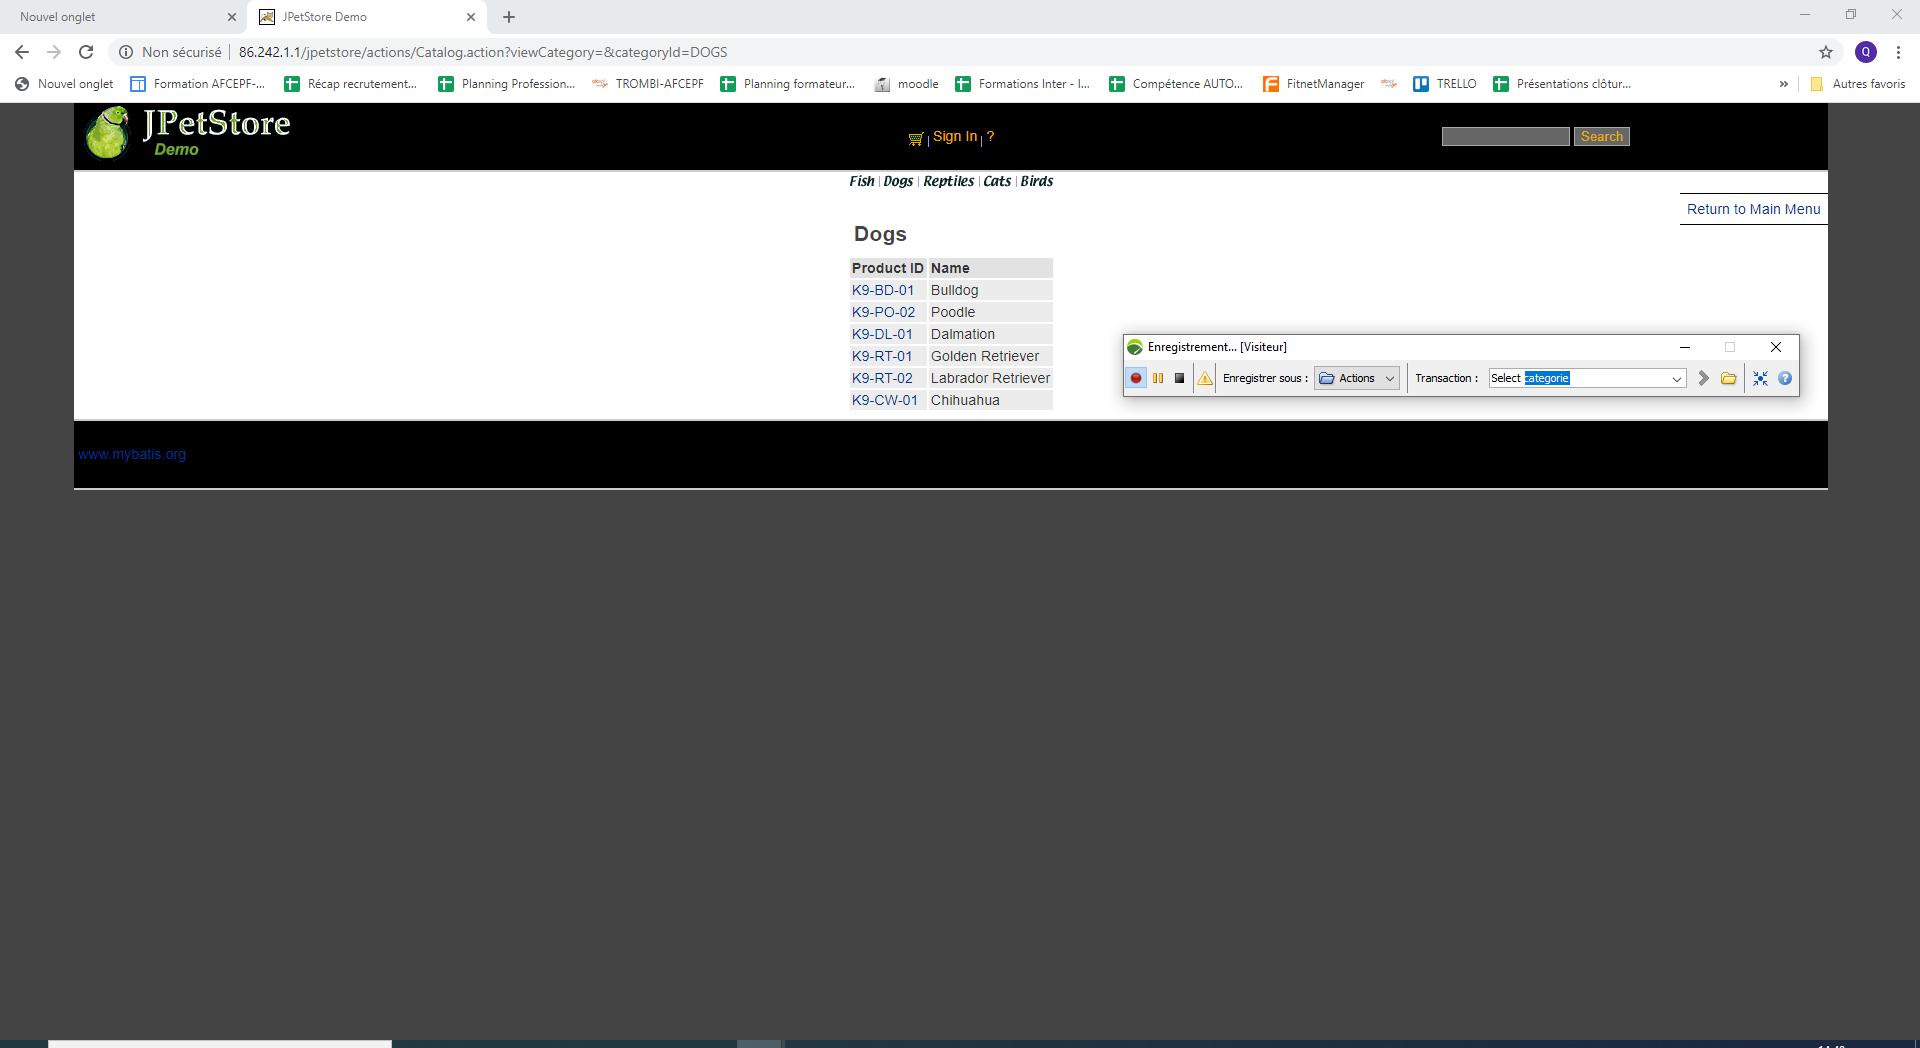 Nouvel onglet
JPetStore Demo
Non sécurisé
86.242.1.1/jpetstore/actions/Catalog.action?viewCategory=&categoryId=DOGS
Q
Nouvel onglet
Formation AFCEPF-...
Récap recrutement...
Planning Profession...
TROMBI-AFCEPF
Planning formateur...
moodle
Formations Inter - I...
Compétence AUTO...
FitnetManager
TRELLO
Présentations clôtur...
»
Autres favoris
JPetStore
Demo
Sign In | ?
Search
Fish | Dogs | Reptiles | Cats | Birds
Return to Main Menu
Dogs
Product ID Name
K9-BD-01 Bulldog
K9-PO-02 Poodle
K9-DL-01 Dalmation
K9-RT-01 Golden Retriever
K9-RT-02 Labrador Retriever
K9-CW-01 Chihuahua
Enregistrement... [Visiteur]
Enregistrer sous : Actions Transaction : Select categorie
www.mybatis.org